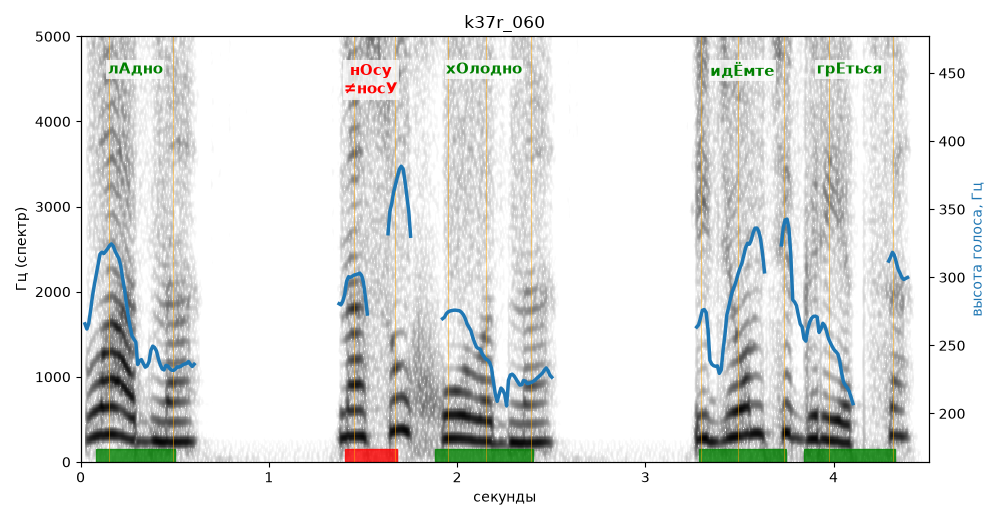 k37r_060
лАдно
нОсу
≠носУ
хОлодно
идЁмте
грЕться
5000
4000
3000
2000
1000
0
Гц (спектр)
450
400
350
300
250
200
высота голоса, Гц
0 1 2 3 4
секунды